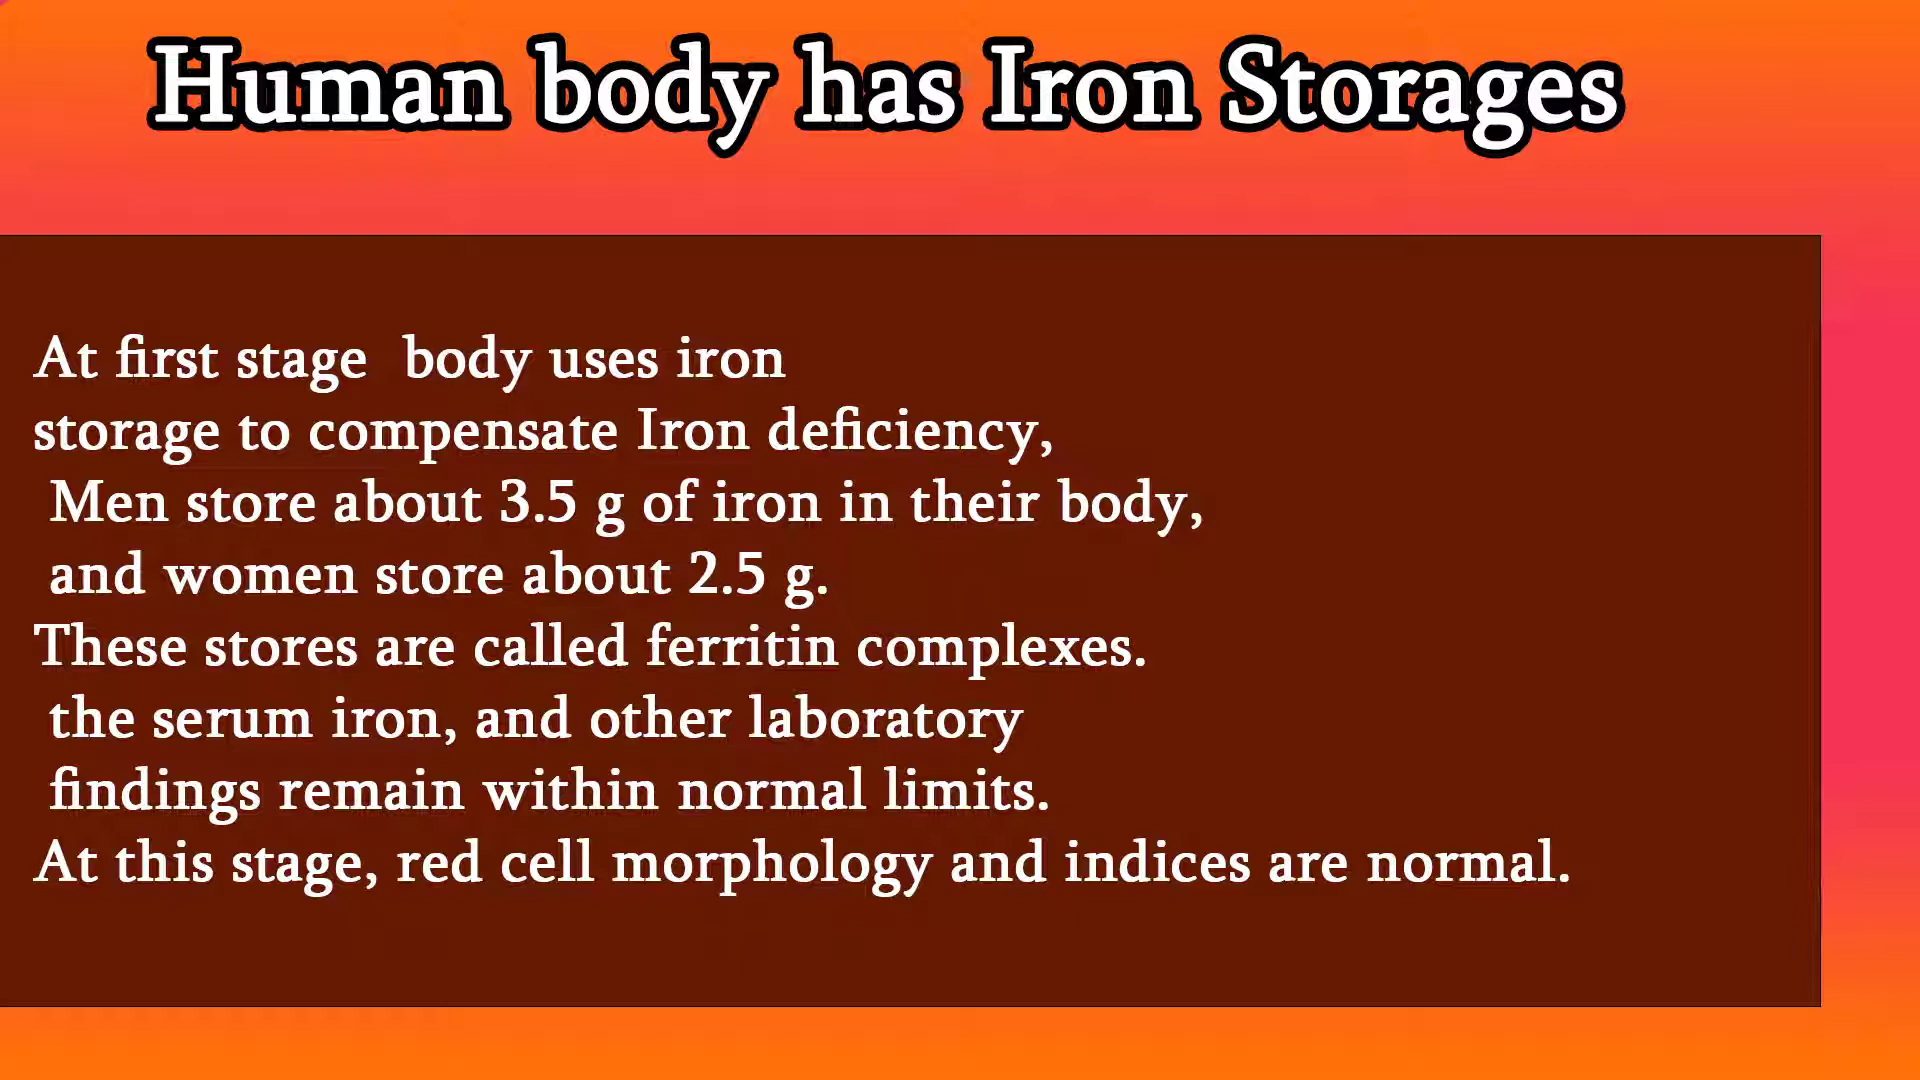 Human body has Iron Storages
At first stage  body uses iron
storage to compensate Iron deficiency,
Men store about 3.5 g of iron in their body,
and women store about 2.5 g.
These stores are called ferritin complexes.
the serum iron, and other laboratory
findings remain within normal limits.
At this stage, red cell morphology and indices are normal.